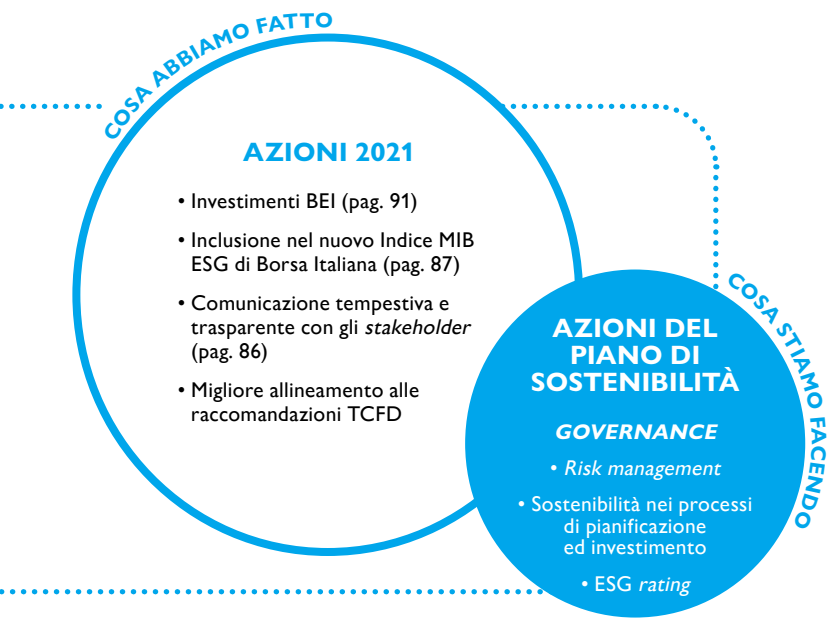 COSA ABBIAMO FATTO
AZIONI 2021
• Investimenti BEI (pag. 91)
• Inclusione nel nuovo Indice MIB
ESG di Borsa Italiana (pag. 87)
• Comunicazione tempestiva e
trasparente con gli stakeholder
(pag. 86)
• Migliore allineamento alle
raccomandazioni TCFD
COSA STIAMO FACENDO
AZIONI DEL
PIANO DI
SOSTENIBILITÀ
GOVERNANCE
• Risk management
• Sostenibilità nei processi
di pianificazione
ed investimento
• ESG rating